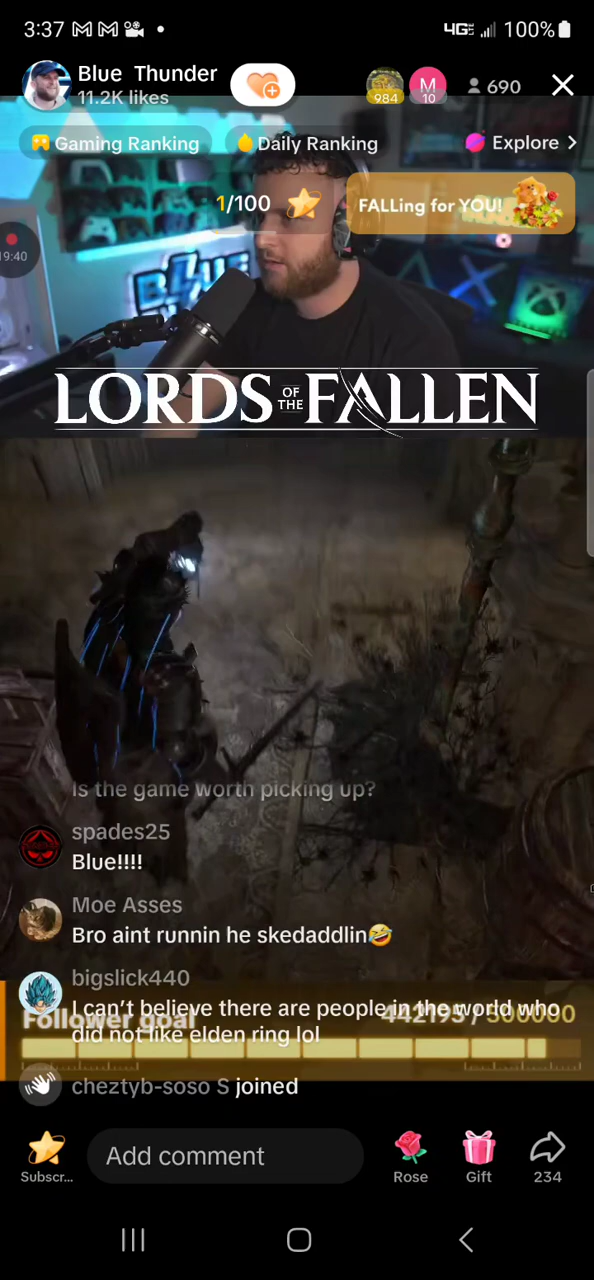 3:37
4G
100%
Blue Thunder
11.2K likes
984
M
10
690
Gaming Ranking
Daily Ranking
Explore >
1/100
FALLing for YOU!
19:40
BLUE
LORDS OF THE FALLEN
Is the game worth picking up?
spades25
Blue!!!!
Moe Asses
Bro aint runnin he skedaddlin🤣
bigslick440
I can't believe there are people in the world who
did not like elden ring lol
Follower goal
442195 / 500000
cheztyb-soso S joined
Add comment
Subscr...
Rose
Gift
234